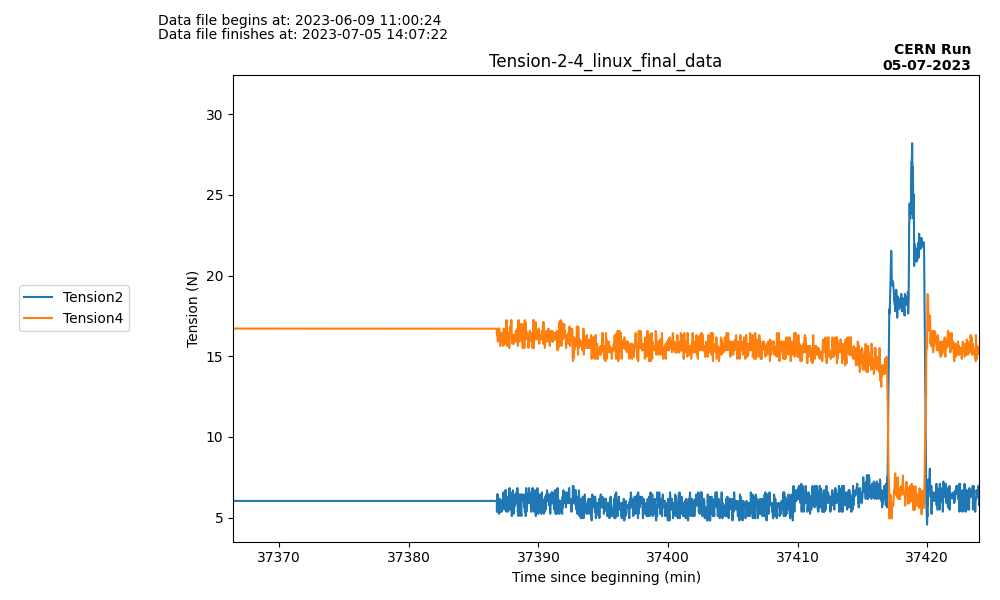 Data file begins at: 2023-06-09 11:00:24
Data file finishes at: 2023-07-05 14:07:22
CERN Run
05-07-2023
Tension-2-4_linux_final_data
Tension (N)
30
25
20
15
10
5
Tension2
Tension4
37370 37380 37390 37400 37410 37420
Time since beginning (min)